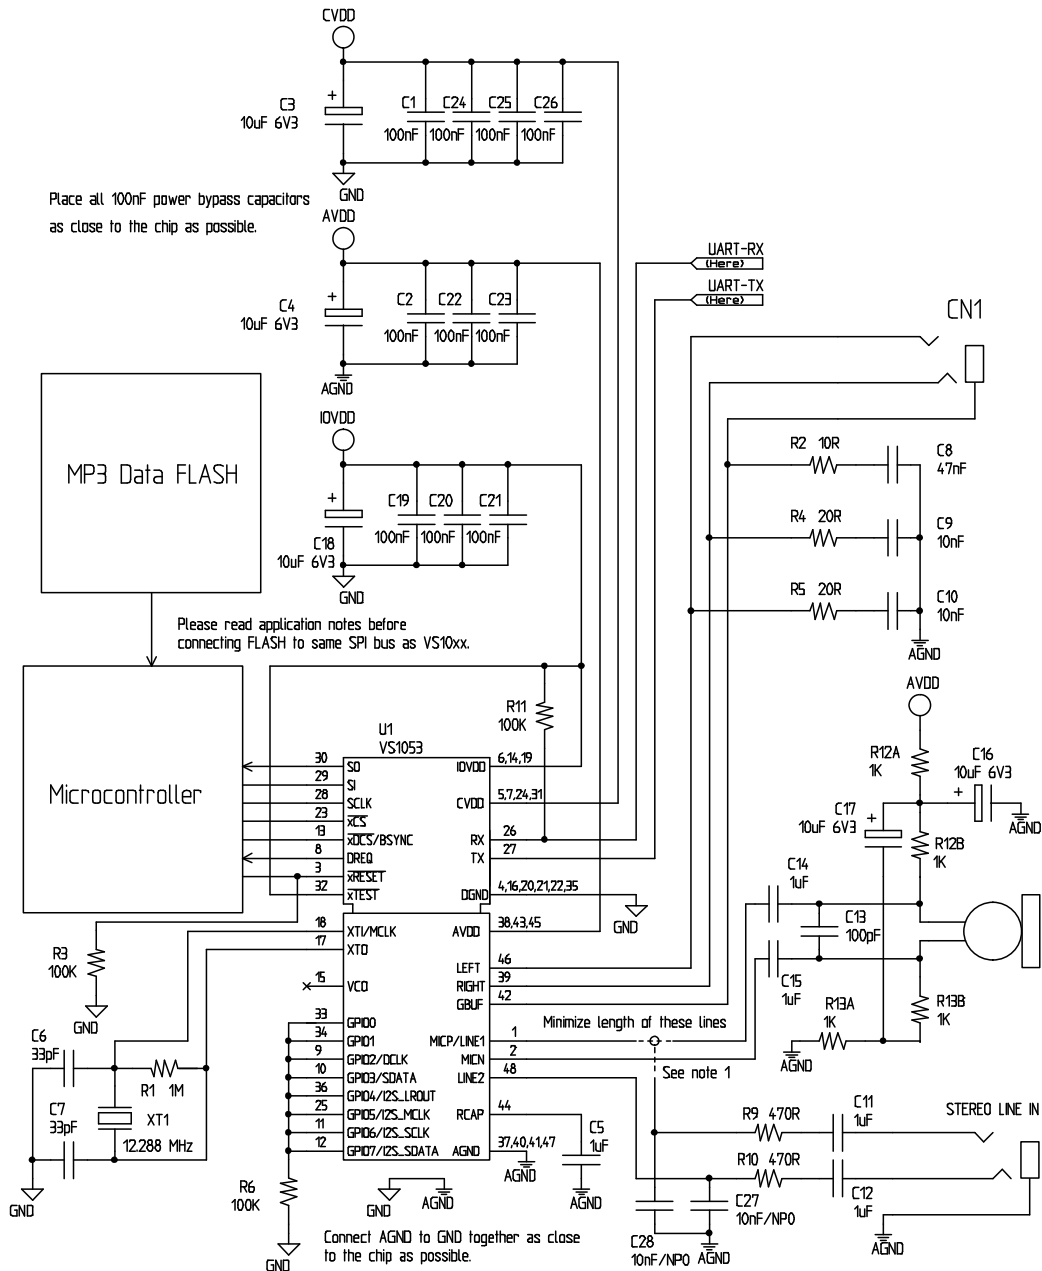 CVDD
C3
10uF 6V3
+
C1
100nF
C24
100nF
C25
100nF
C26
100nF
GND
Place all 100nF power bypass capacitors
as close to the chip as possible.
AVDD
C4
10uF 6V3
+
C2
100nF
C22
100nF
C23
100nF
AGND
UART-RX
(Here)
UART-TX
(Here)
CN1
IOVDD
+
C18
10uF 6V3
C19
100nF
C20
100nF
C21
100nF
GND
MP3 Data FLASH
R2 10R
C8
47nF
R4 20R
C9
10nF
R5 20R
C10
10nF
AGND
Please read application notes before
connecting FLASH to same SPI bus as VS10xx.
Microcontroller
R11
100K
U1
VS1053
30 SO
29 SI
28 SCLK
23 xCS
13 xDCS/BSYNC
8 DREQ
3 xRESET
32 xTEST
18 XTI/MCLK
17 XTO
15 VCO
33 GPIO0
34 GPIO1
9 GPIO2/DCLK
10 GPIO3/SDATA
36 GPIO4/I2S_LROUT
25 GPIO5/I2S_MCLK
11 GPIO6/I2S_SCLK
12 GPIO7/I2S_SDATA
IOVDD 6,14,19
CVDD 5,7,24,31
RX 26
TX 27
DGND 4,16,20,21,22,35
GND
AVDD 38,43,45
LEFT 46
RIGHT 39
GBUF 42
MICP/LINE1 1
MICN 2
LINE2 48
RCAP 44
AGND 37,40,41,47
AGND
C5
1uF
AGND
Minimize length of these lines
See note 1
AVDD
R12A
1K
C16
10uF 6V3
+
AGND
C17
10uF 6V3
+
R12B
1K
C14
1uF
C13
100pF
C15
1uF
R13A
1K
R13B
1K
AGND
R3
100K
GND
C6
33pF
R1 1M
C7
33pF
XT1
12.288 MHz
GND
R6
100K
GND
GND
AGND
Connect AGND to GND together as close
to the chip as possible.
STEREO LINE IN
R9 470R
C11
1uF
R10 470R
C12
1uF
C27
10nF/NP0
C28
10nF/NP0
AGND
AGND